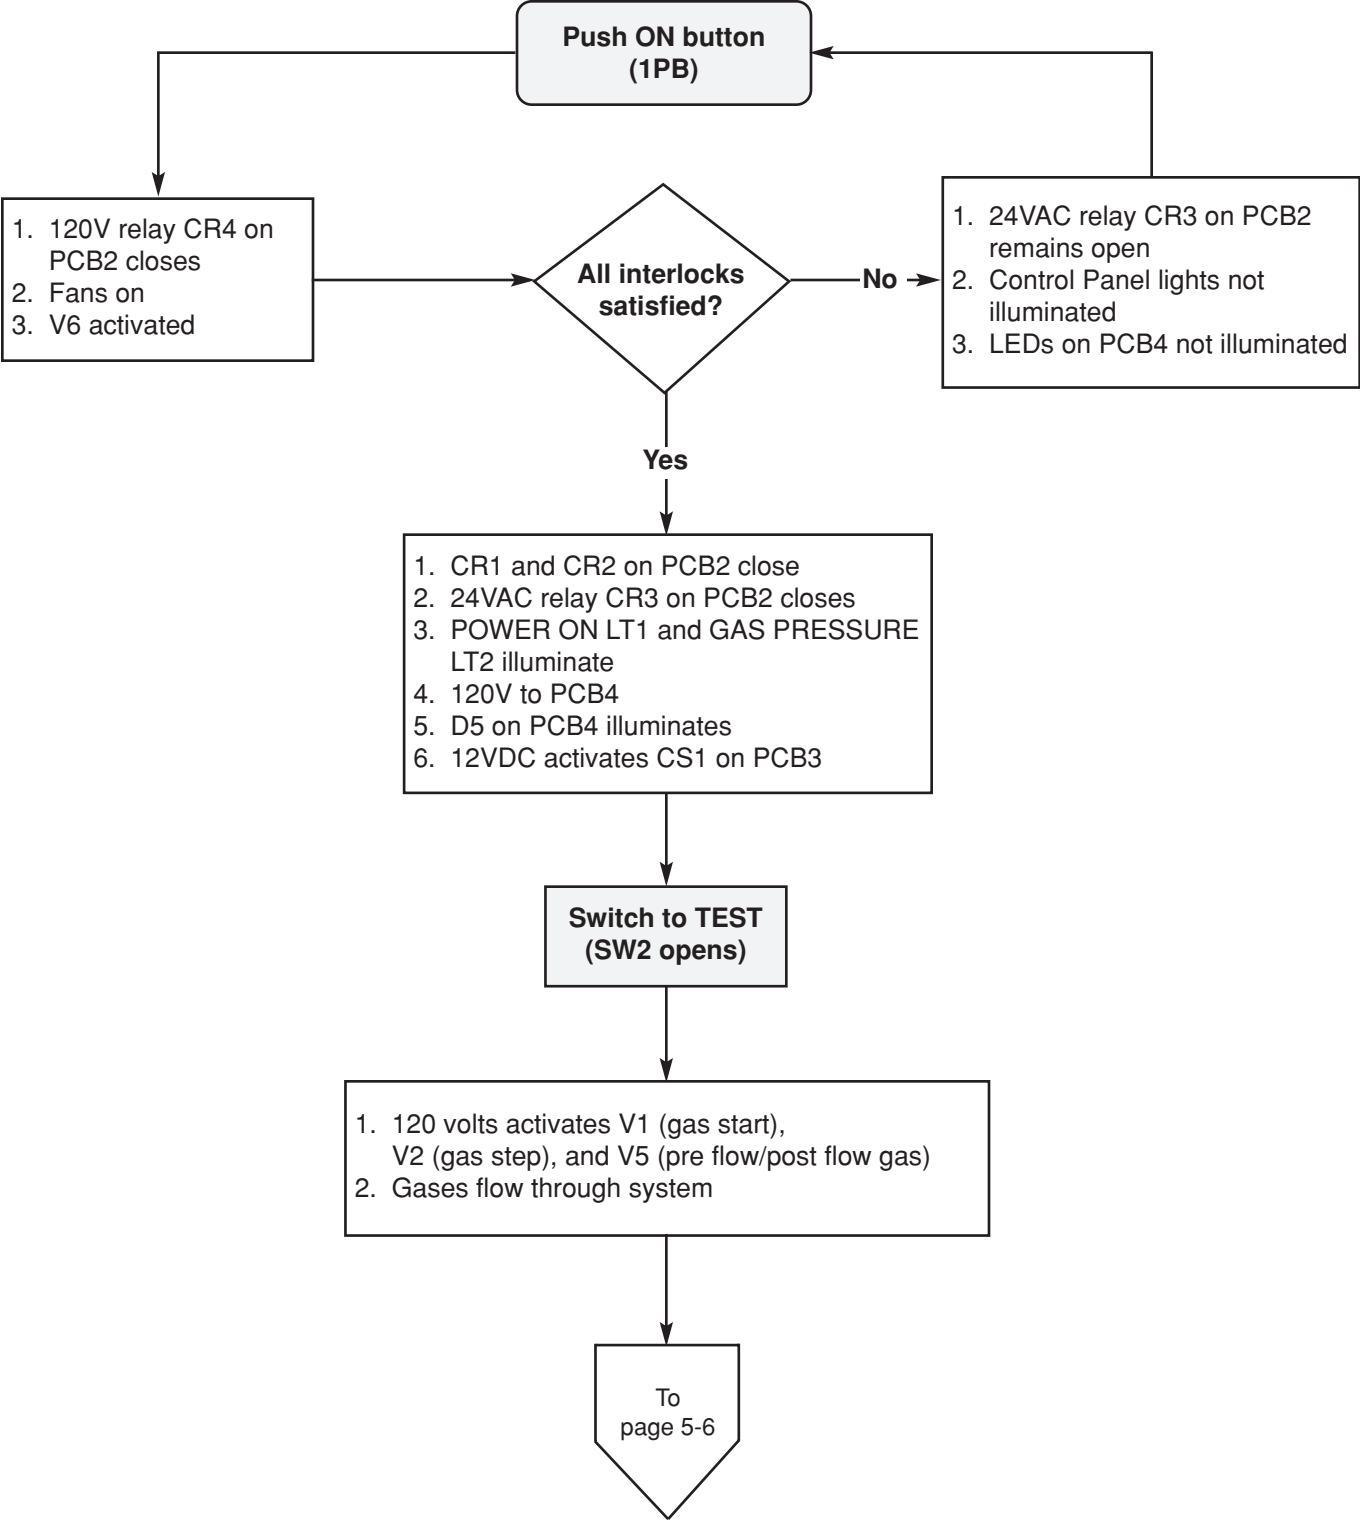 Push ON button
(1PB)
1. 120V relay CR4 on
PCB2 closes
2. Fans on
3. V6 activated
All interlocks
satisfied?
No
1. 24VAC relay CR3 on PCB2
remains open
2. Control Panel lights not
illuminated
3. LEDs on PCB4 not illuminated
Yes
1. CR1 and CR2 on PCB2 close
2. 24VAC relay CR3 on PCB2 closes
3. POWER ON LT1 and GAS PRESSURE
LT2 illuminate
4. 120V to PCB4
5. D5 on PCB4 illuminates
6. 12VDC activates CS1 on PCB3
Switch to TEST
(SW2 opens)
1. 120 volts activates V1 (gas start),
V2 (gas step), and V5 (pre flow/post flow gas)
2. Gases flow through system
To
page 5-6